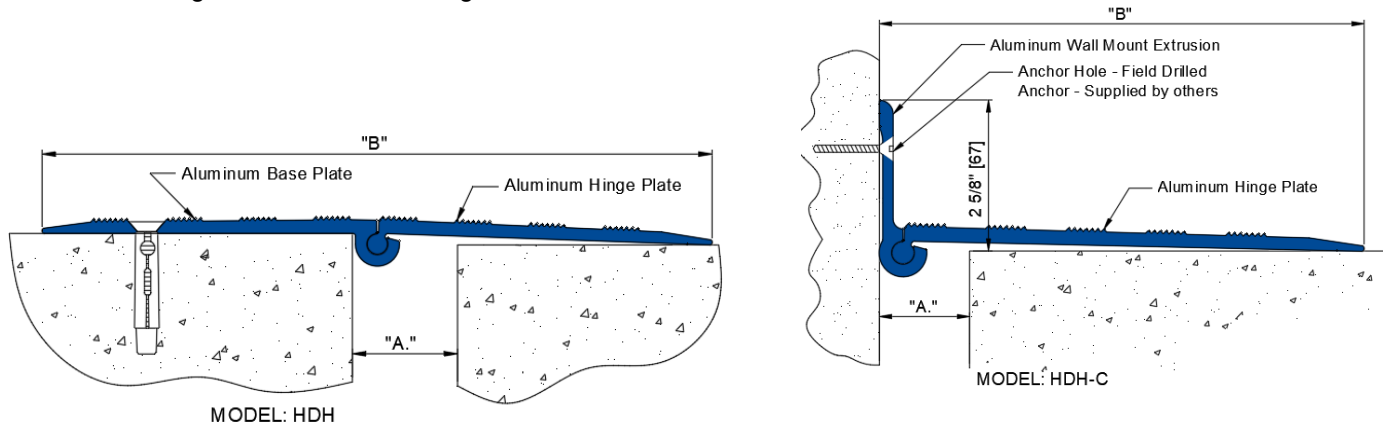 "B"
Aluminum Base Plate
Aluminum Hinge Plate
"A."
MODEL: HDH
"B"
Aluminum Wall Mount Extrusion
Anchor Hole - Field Drilled
Anchor - Supplied by others
2 5/8" [67]
Aluminum Hinge Plate
"A."
MODEL: HDH-C